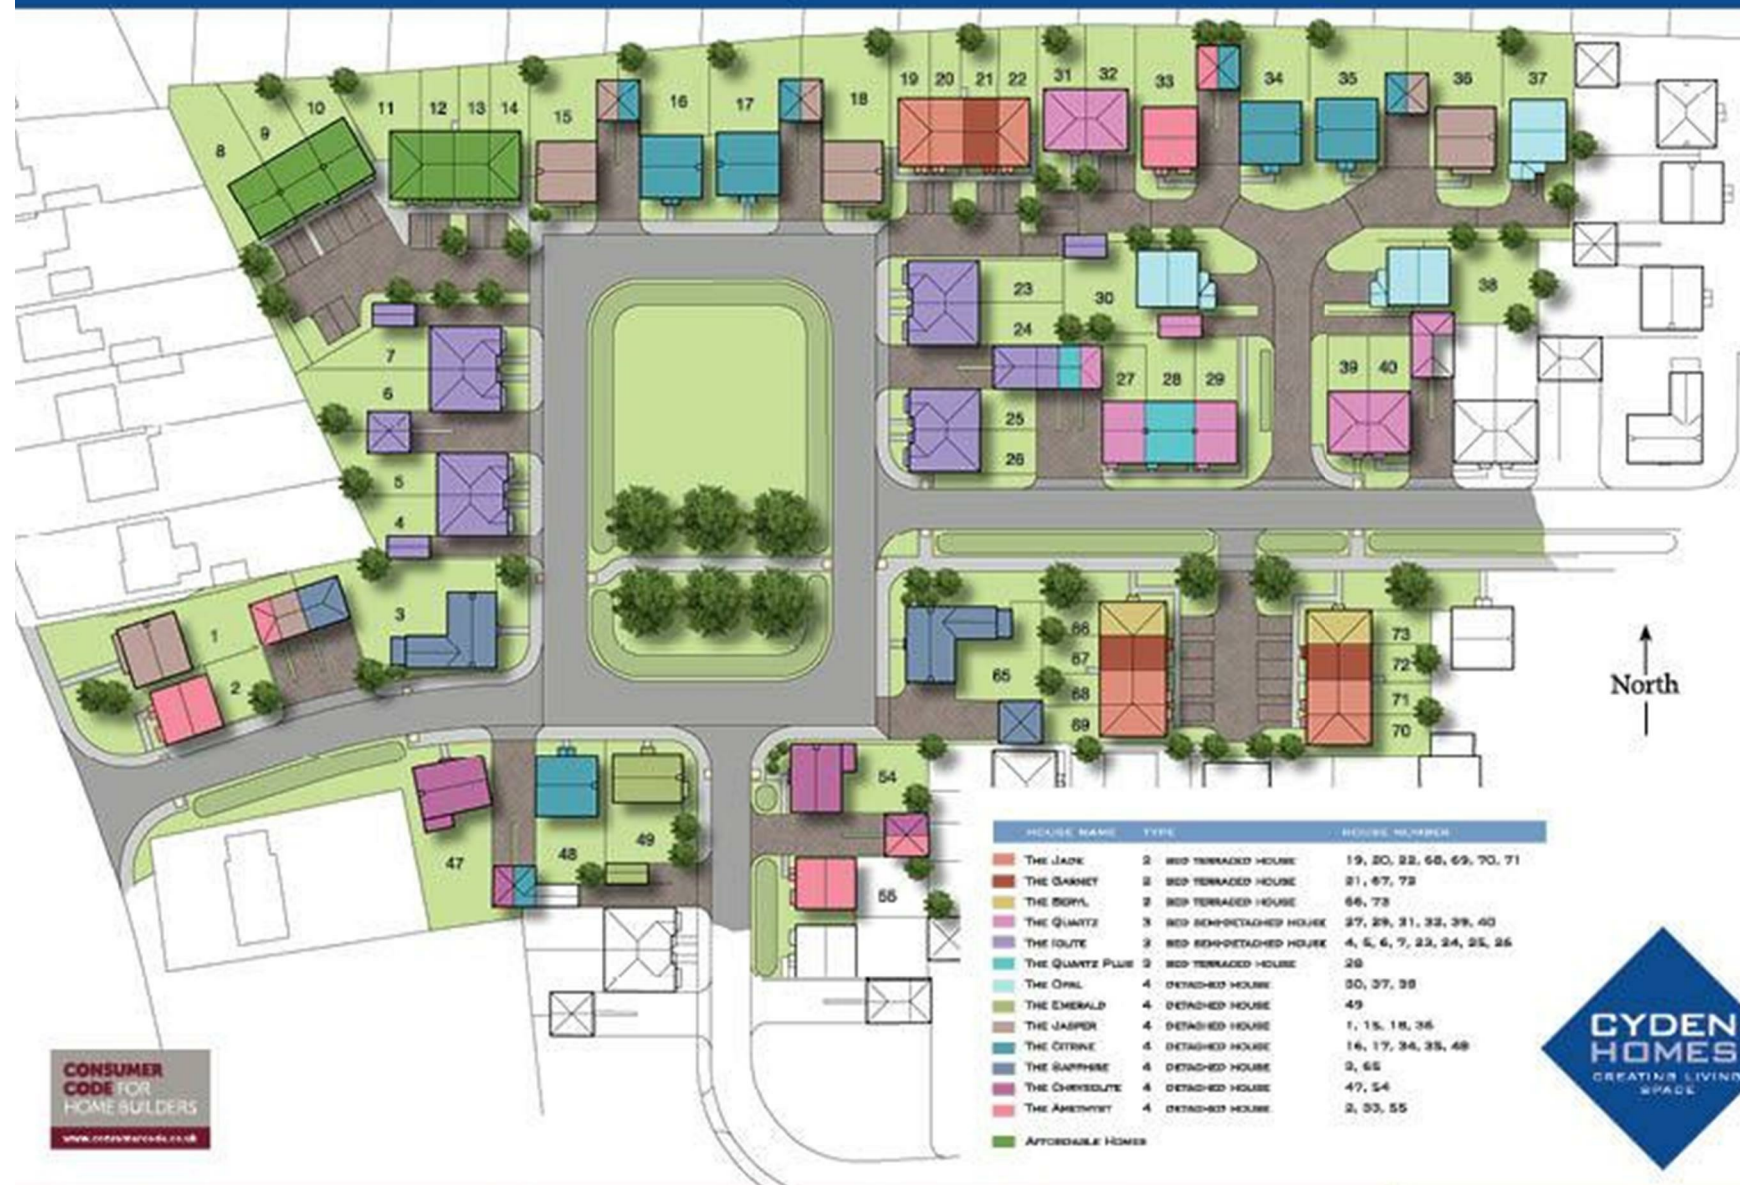 8
9
10
11
12
13
14
15
16
17
18
19
20
21
22
31
32
33
34
35
36
37
7
6
5
4
3
1
2
23
24
25
26
30
27
28
29
38
39
40
65
66
67
68
69
73
72
71
70
47
48
49
54
55
North
HOUSE NAME TYPE HOUSE NUMBER
THE JADE 2 BED TERRACED HOUSE 19, 20, 22, 68, 69, 70, 71
THE GARNET 2 BED TERRACED HOUSE 21, 67, 72
THE BERYL 2 BED TERRACED HOUSE 66, 73
THE QUARTZ 3 BED SEMI-DETACHED HOUSE 27, 29, 31, 32, 39, 40
THE IOLITE 3 BED SEMI-DETACHED HOUSE 4, 5, 6, 7, 23, 24, 25, 26
THE QUARTZ PLUS 3 BED TERRACED HOUSE 28
THE OPAL 4 DETACHED HOUSE 30, 37, 38
THE EMERALD 4 DETACHED HOUSE 49
THE JASPER 4 DETACHED HOUSE 1, 15, 18, 36
THE CITRINE 4 DETACHED HOUSE 16, 17, 34, 35, 48
THE SAPPHIRE 4 DETACHED HOUSE 3, 65
THE CHRYSOLITE 4 DETACHED HOUSE 47, 54
THE AMETHYST 4 DETACHED HOUSE 2, 33, 55
AFFORDABLE HOMES
CONSUMER
CODE FOR
HOME BUILDERS
www.consumercode.co.uk
CYDEN
HOMES
CREATING LIVING
SPACE